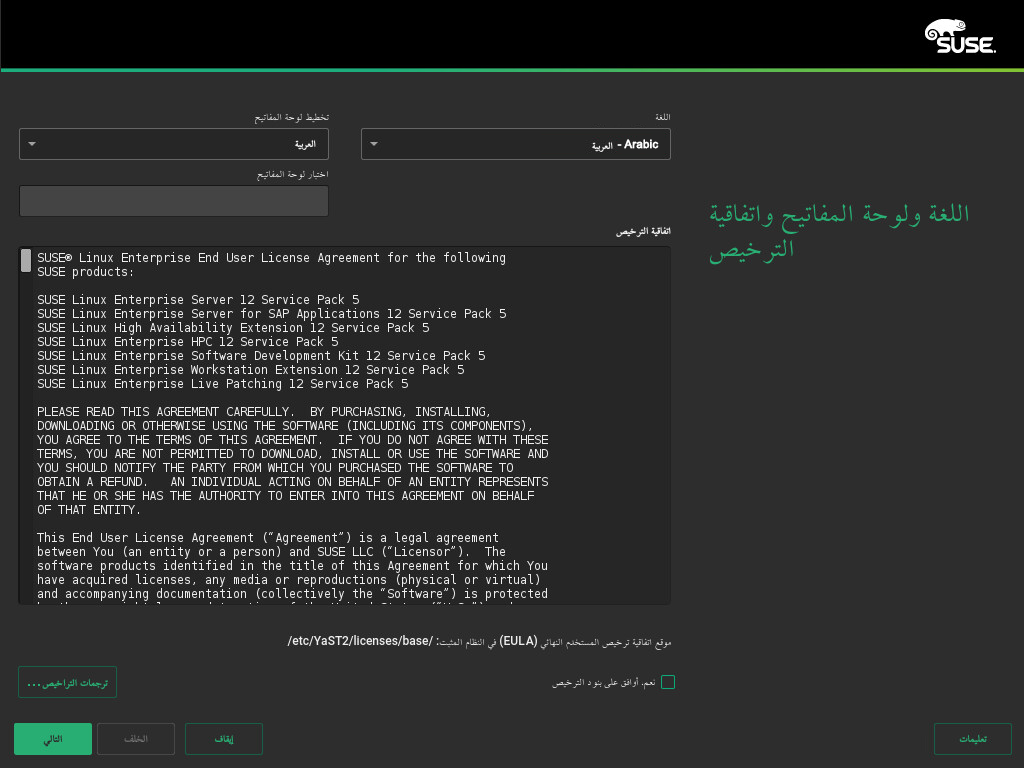 SUSE.
اللغة ولوحة المفاتيح واتفاقية
الترخيص
اللغة
Arabic - العربية
تخطيط لوحة المفاتيح
العربية
اختبار لوحة المفاتيح
اتفاقية الترخيص
SUSE® Linux Enterprise End User License Agreement for the following
SUSE products:
SUSE Linux Enterprise Server 12 Service Pack 5
SUSE Linux Enterprise Server for SAP Applications 12 Service Pack 5
SUSE Linux High Availability Extension 12 Service Pack 5
SUSE Linux Enterprise HPC 12 Service Pack 5
SUSE Linux Enterprise Software Development Kit 12 Service Pack 5
SUSE Linux Enterprise Workstation Extension 12 Service Pack 5
SUSE Linux Enterprise Live Patching 12 Service Pack 5
PLEASE READ THIS AGREEMENT CAREFULLY.  BY PURCHASING, INSTALLING,
DOWNLOADING OR OTHERWISE USING THE SOFTWARE (INCLUDING ITS COMPONENTS),
YOU AGREE TO THE TERMS OF THIS AGREEMENT.  IF YOU DO NOT AGREE WITH THESE
TERMS, YOU ARE NOT PERMITTED TO DOWNLOAD, INSTALL OR USE THE SOFTWARE AND
YOU SHOULD NOTIFY THE PARTY FROM WHICH YOU PURCHASED THE SOFTWARE TO
OBTAIN A REFUND.   AN INDIVIDUAL ACTING ON BEHALF OF AN ENTITY REPRESENTS
THAT HE OR SHE HAS THE AUTHORITY TO ENTER INTO THIS AGREEMENT ON BEHALF
OF THAT ENTITY.
This End User License Agreement (“Agreement”) is a legal agreement
between You (an entity or a person) and SUSE LLC (“Licensor”).  The
software products identified in the title of this Agreement for which You
have acquired licenses, any media or reproductions (physical or virtual)
and accompanying documentation (collectively the “Software”) is protected
موقع اتفاقية ترخيص المستخدم النهائي (EULA) في النظام المثبت: /etc/YaST2/licenses/base/
نعم. أوافق على بنود الترخيص
ترجمات التراخيص...
تعليمات
إيقاف
الخلف
التالي